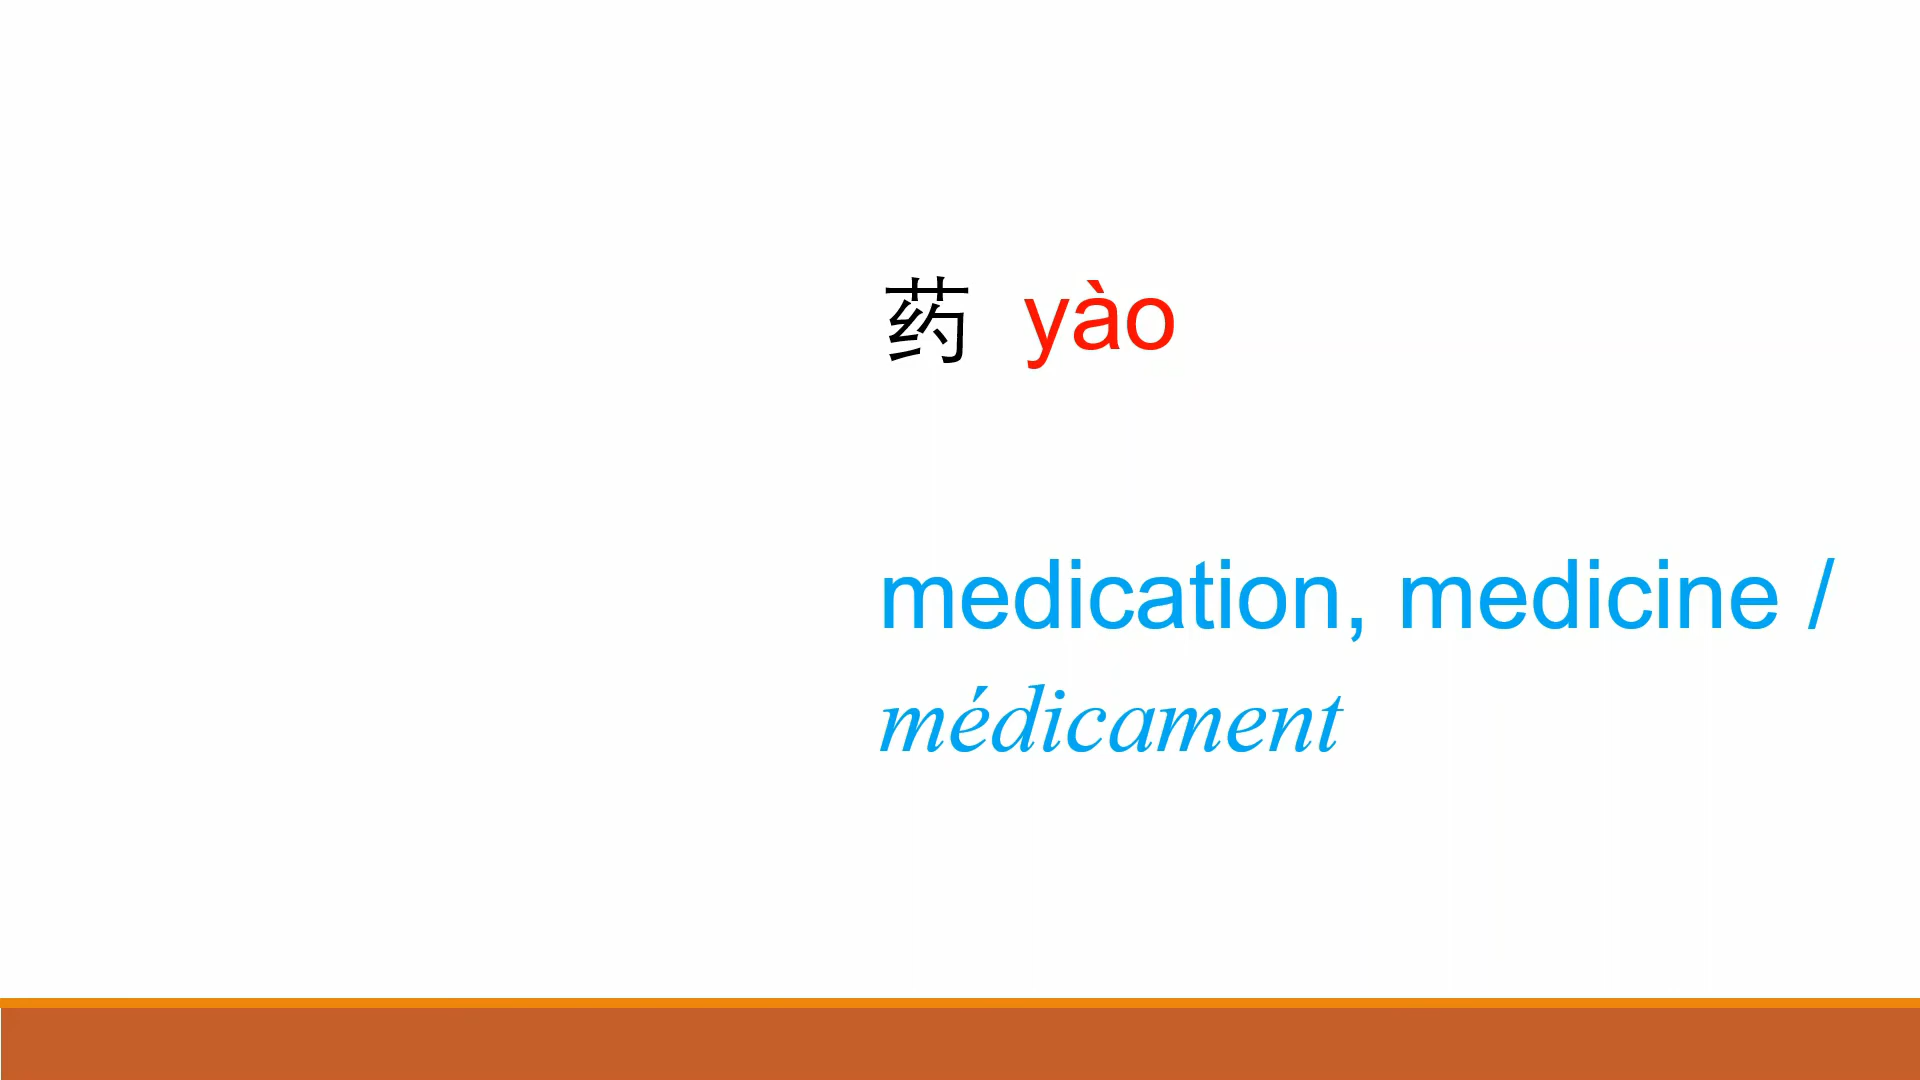 药 yào
medication, medicine /
médicament